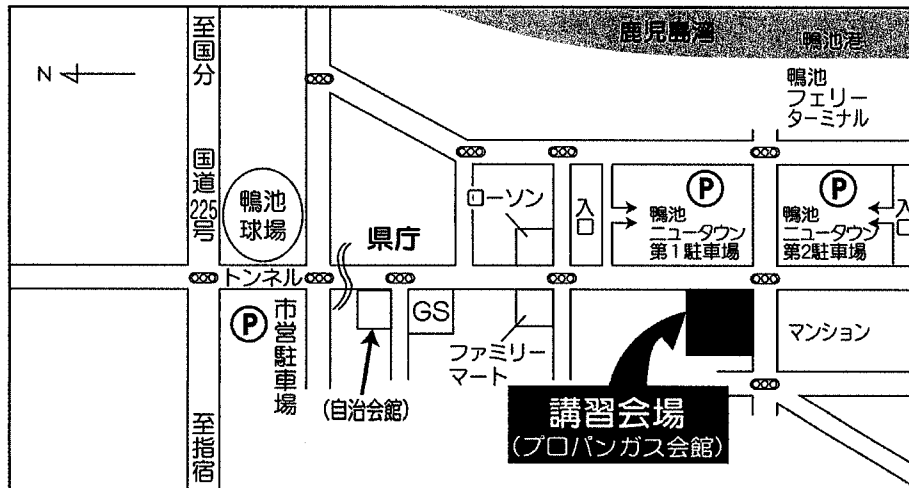 鹿児島湾
鴨池港
至国分
N
鴨池
フェリー
ターミナル
国道
225
号
鴨池
球場
ローソン
入口
P
鴨池
ニュータウン
第1駐車場
P
鴨池
ニュータウン
第2駐車場
入口
県庁
トンネル
P
市営駐車場
GS
ファミリー
マート
マンション
(自治会館)
講習会場
(プロパンガス会館)
至指宿